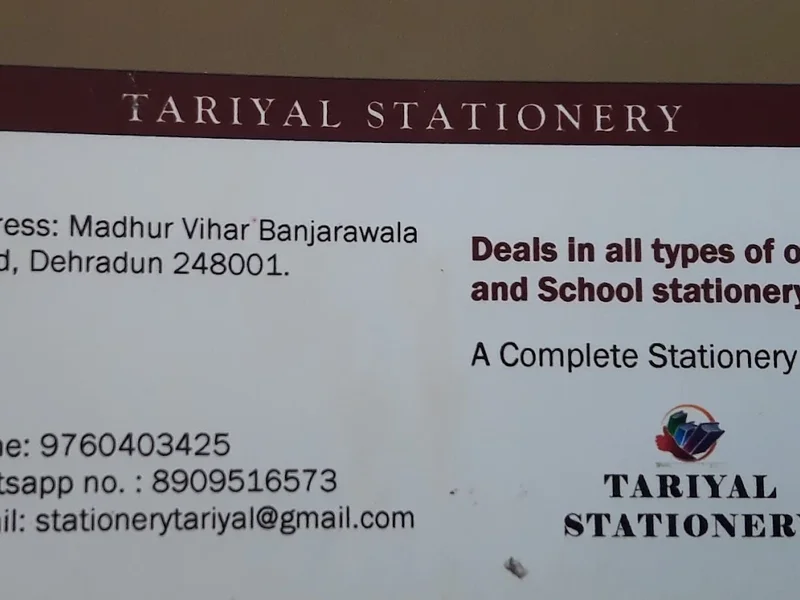 TARIYAL STATIONERY
ress: Madhur Vihar Banjarawala
d, Dehradun 248001.
Deals in all types of o
and School stationery
A Complete Stationery
ne: 9760403425
tsapp no. : 8909516573
il: stationerytariyal@gmail.com
TARIYAL
STATIONERY